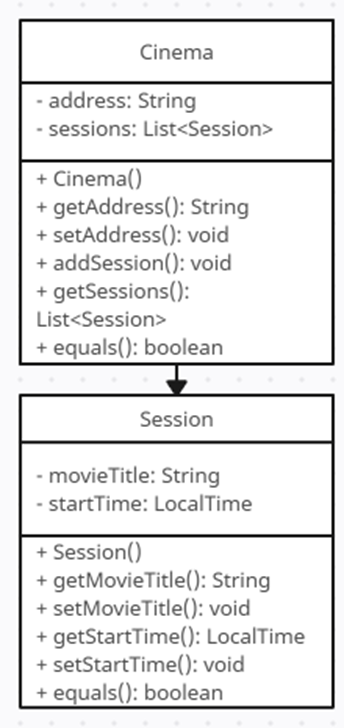 Cinema
- address: String
- sessions: List<Session>
+ Cinema()
+ getAddress(): String
+ setAddress(): void
+ addSession(): void
+ getSessions():
List<Session>
+ equals(): boolean
Session
- movieTitle: String
- startTime: LocalTime
+ Session()
+ getMovieTitle(): String
+ setMovieTitle(): void
+ getStartTime(): LocalTime
+ setStartTime(): void
+ equals(): boolean